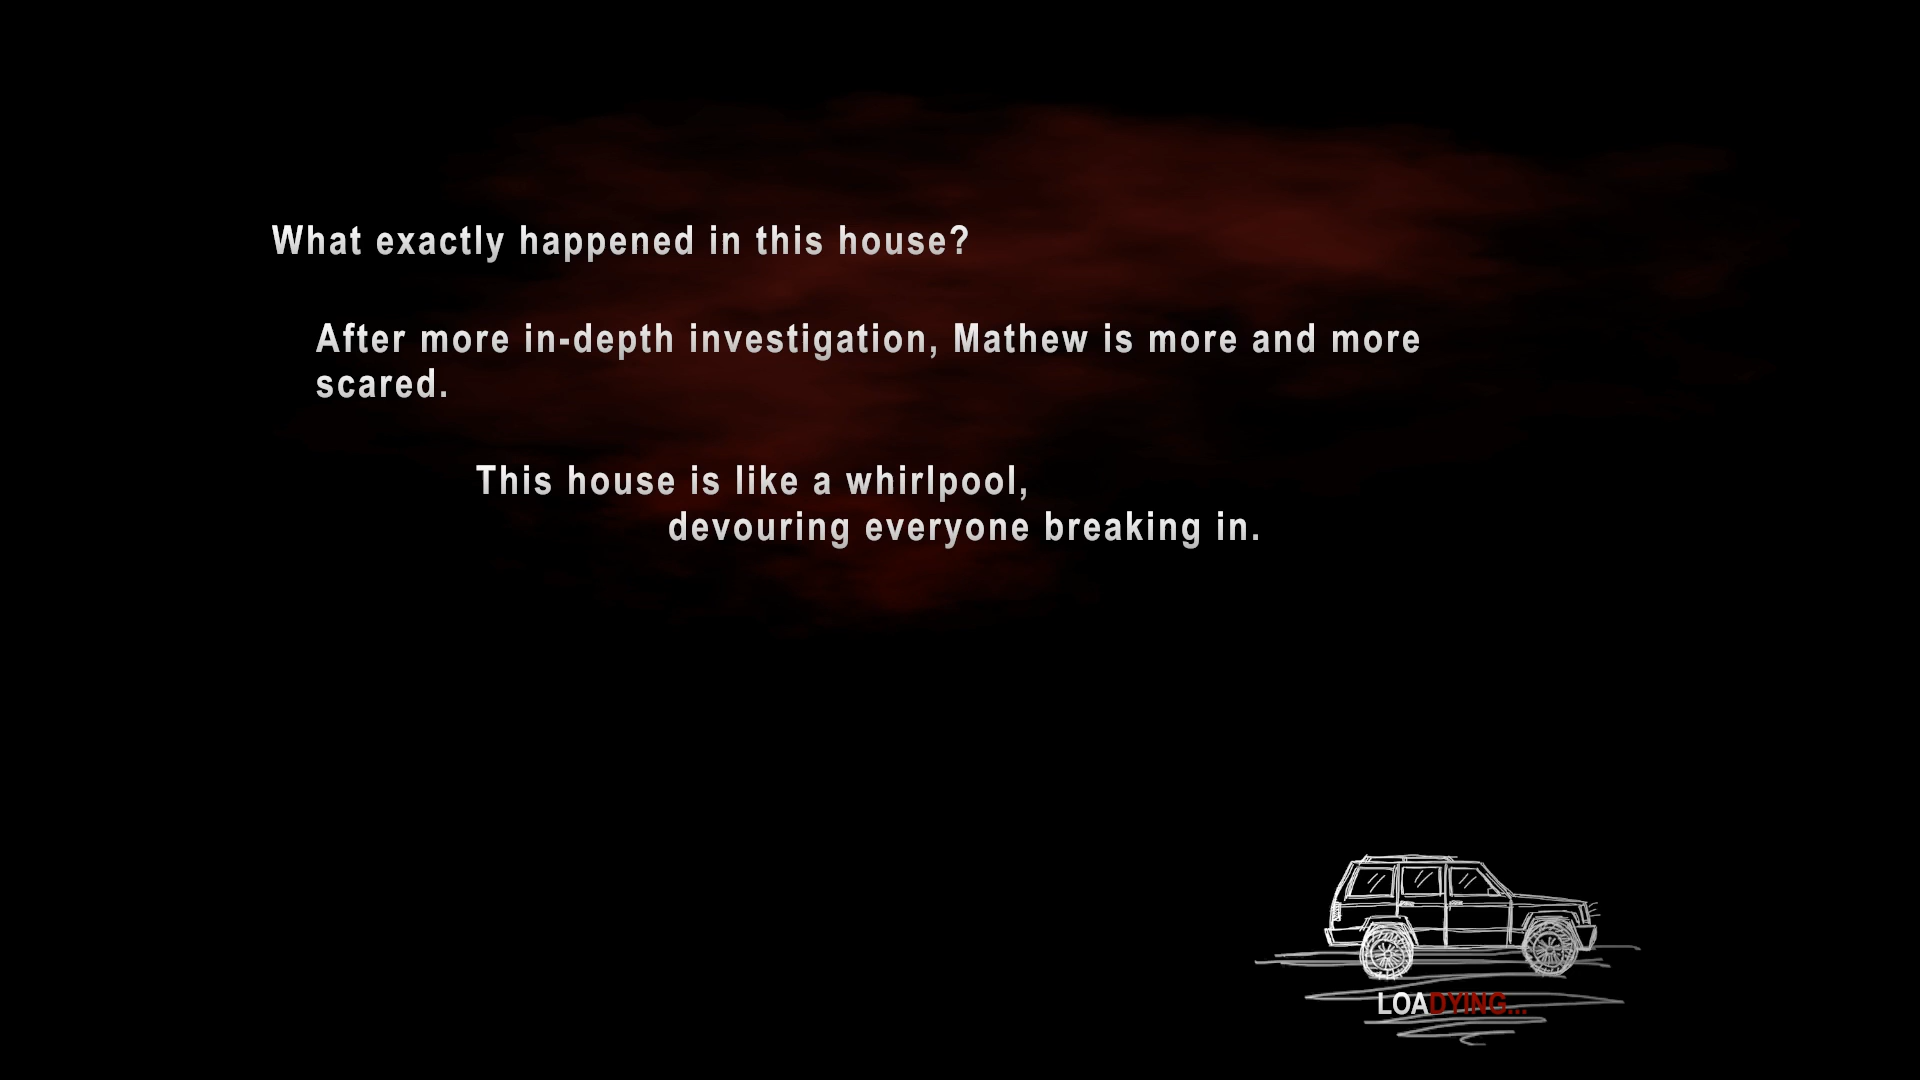 What exactly happened in this house?
After more in-depth investigation, Mathew is more and more
scared.
This house is like a whirlpool,
devouring everyone breaking in.
LOADYING...